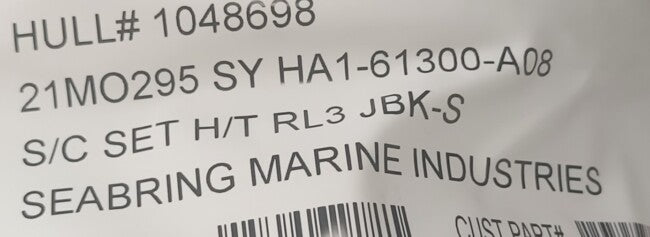 HULL# 1048698
21MO295 SY HA1-61300-A08
S/C SET H/T RL3 JBK-S
SEABRING MARINE INDUSTRIES
CUST PART#